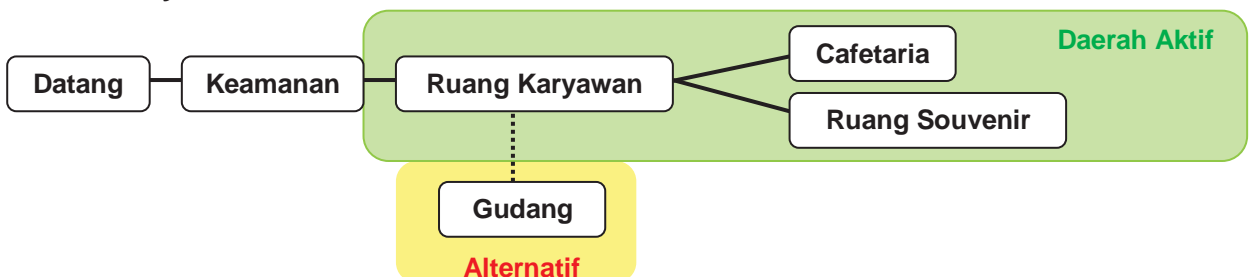 Daerah Aktif
Cafetaria
Datang
Keamanan
Ruang Karyawan
Ruang Souvenir
Gudang
Alternatif